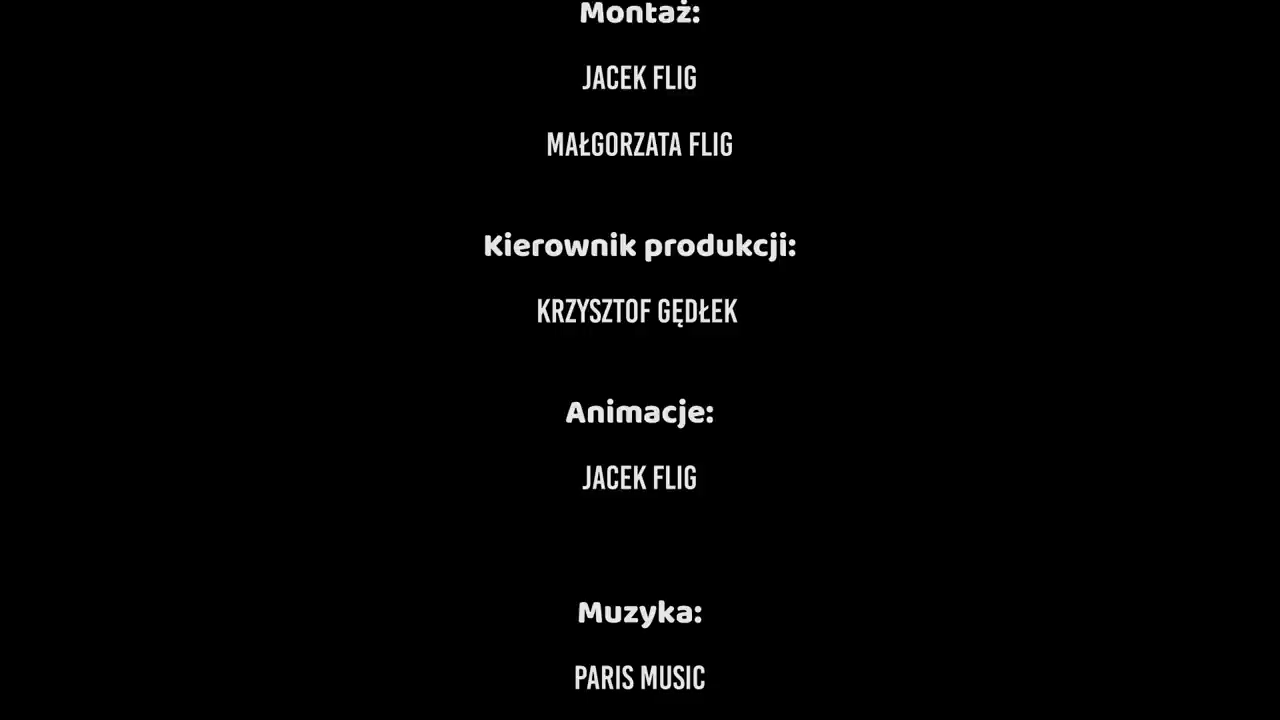 Montaż:
JACEK FLIG
MAŁGORZATA FLIG
Kierownik produkcji:
KRZYSZTOF GĘDŁEK
Animacje:
JACEK FLIG
Muzyka:
PARIS MUSIC